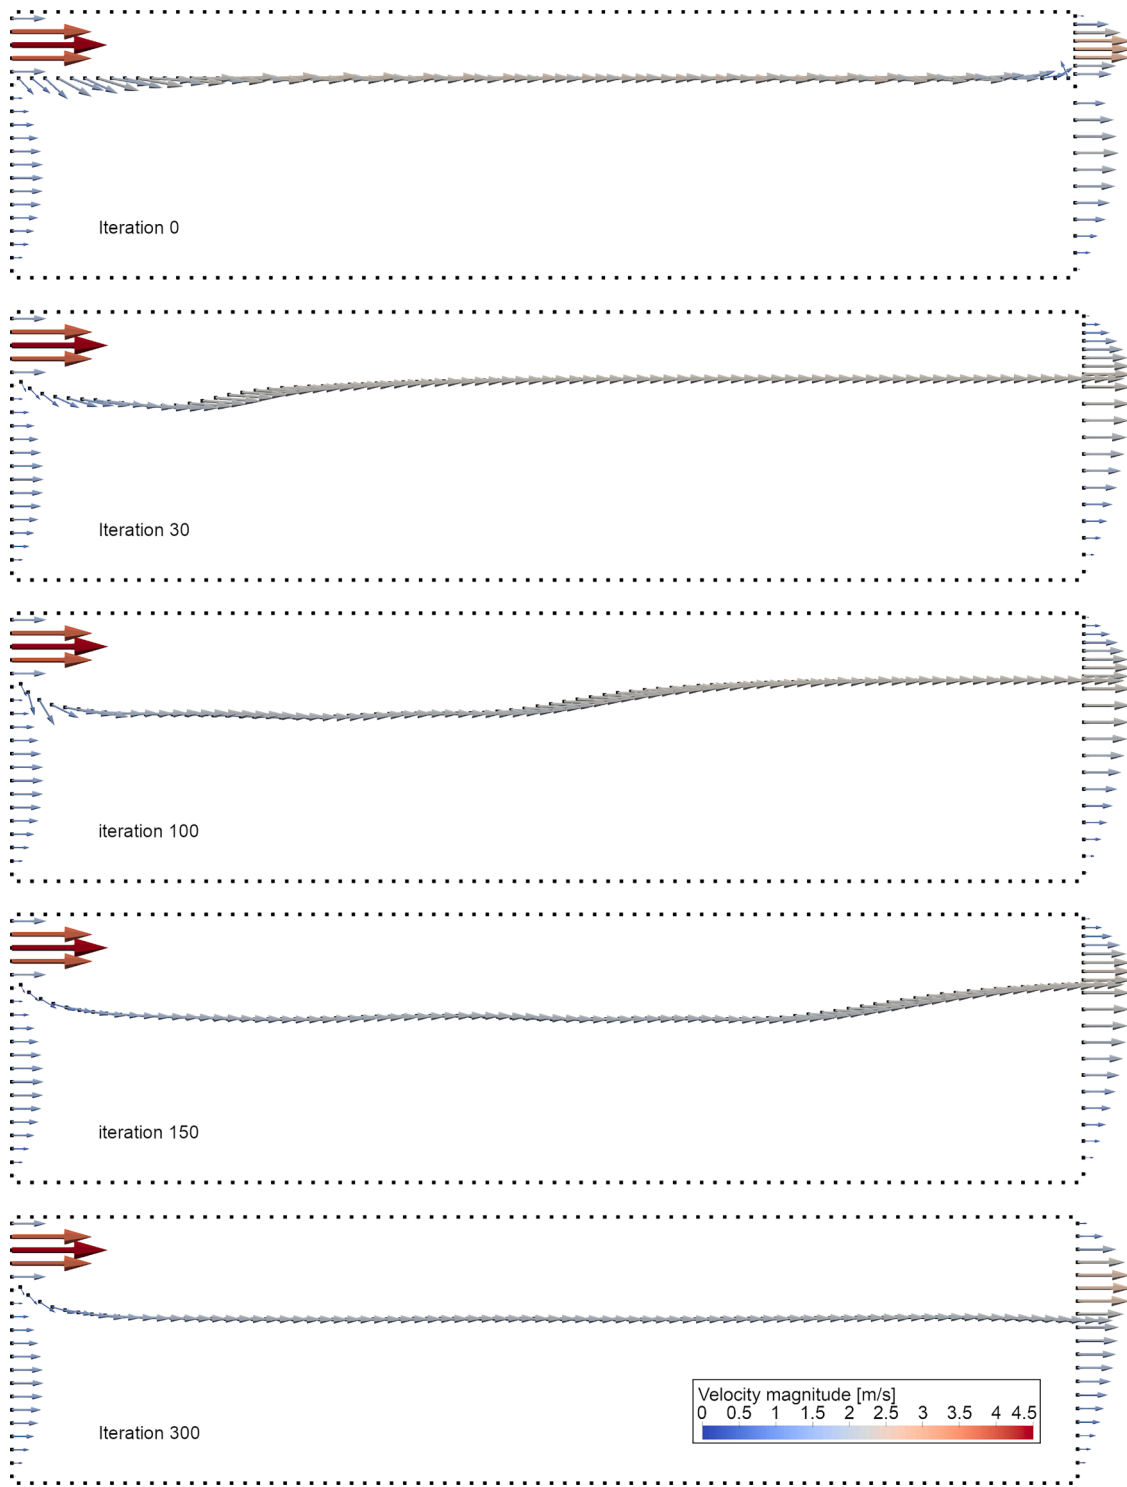 Iteration 0
Iteration 30
iteration 100
iteration 150
Iteration 300
Velocity magnitude [m/s]
0 0.5 1 1.5 2 2.5 3 3.5 4 4.5